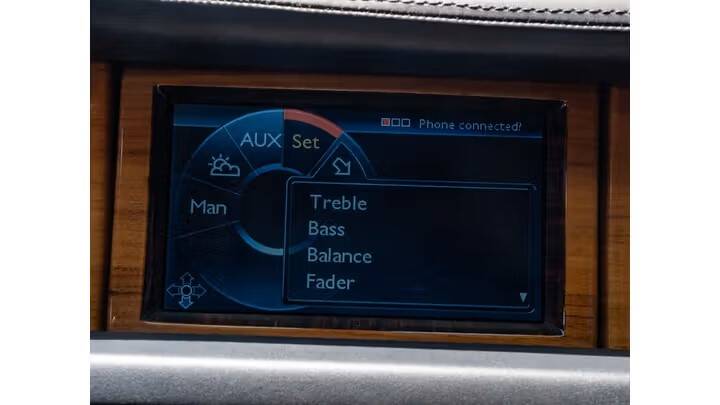 Phone connected?
AUX
Set
Man
Treble
Bass
Balance
Fader